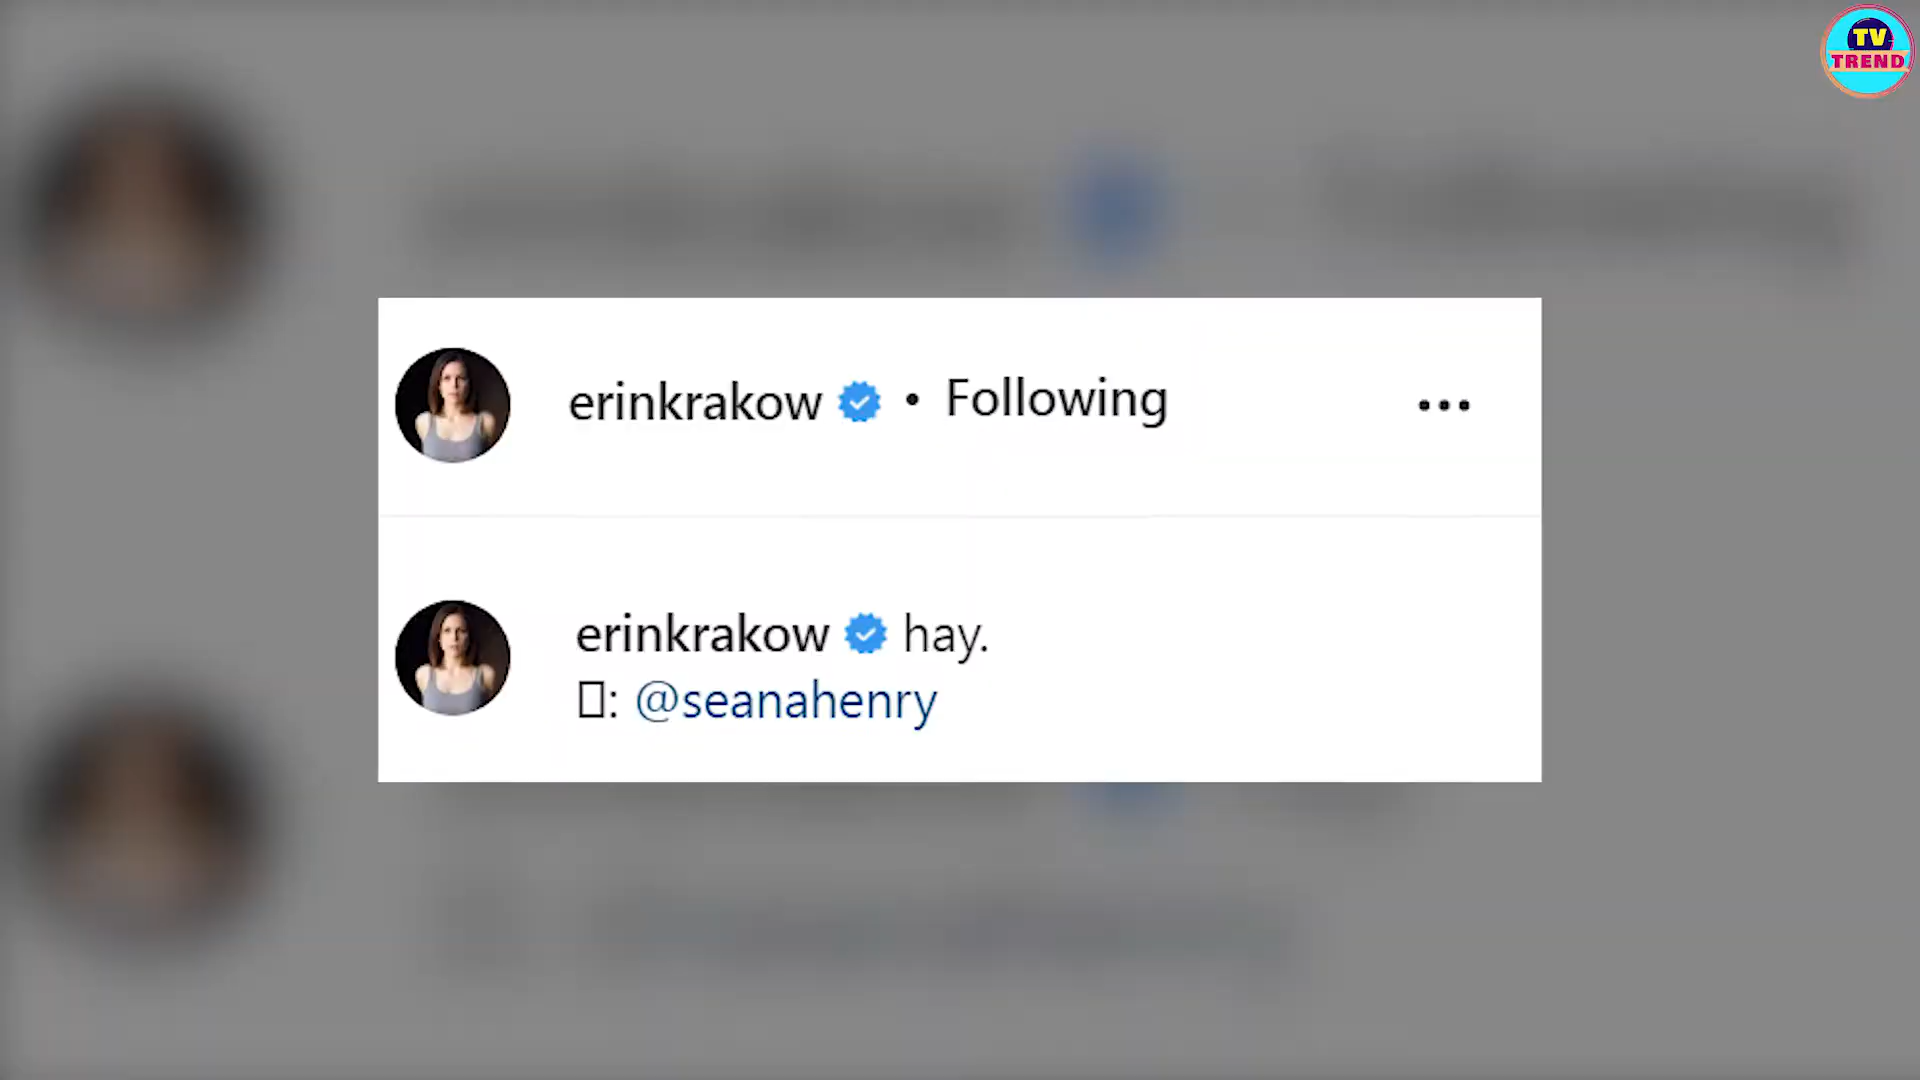 TV
TREND
erinkrakow • Following
erinkrakow hay.
▯: @seanahenry